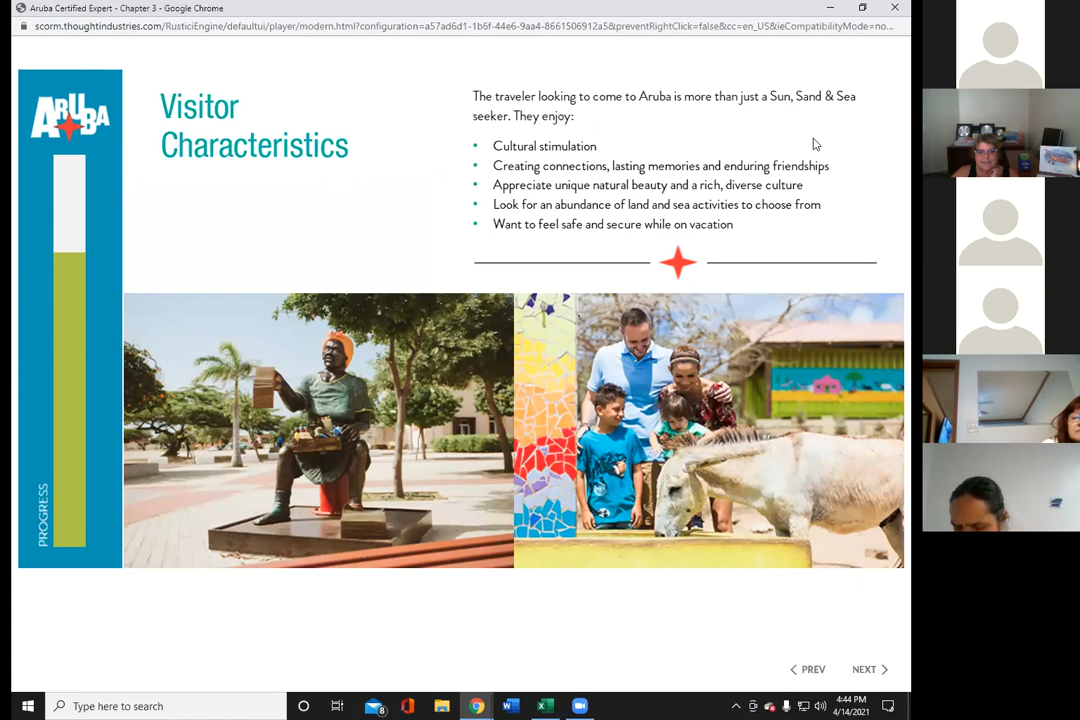 Aruba Certified Expert - Chapter 3 - Google Chrome
scorm.thoughtindustries.com/RusticiEngine/defaultui/player/modern.html?configuration=a57ad6d1-1b6f-44e6-9aa4-8661506912a5&preventRightClick=false&cc=en_US&ieCompatibilityMode=no...
ARUBA
PROGRESS
Visitor
Characteristics
The traveler looking to come to Aruba is more than just a Sun, Sand & Sea
seeker. They enjoy:
• Cultural stimulation
• Creating connections, lasting memories and enduring friendships
• Appreciate unique natural beauty and a rich, diverse culture
• Look for an abundance of land and sea activities to choose from
• Want to feel safe and secure while on vacation
PREV NEXT
Type here to search
8
4:44 PM
4/14/2021